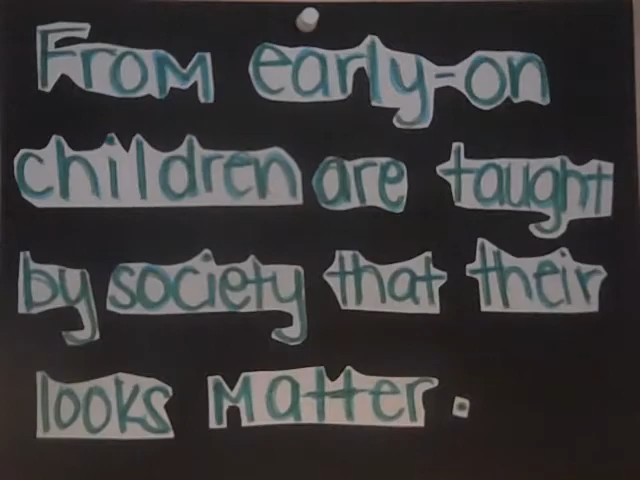 From early-on
children are taught
by society that their
looks Matter.